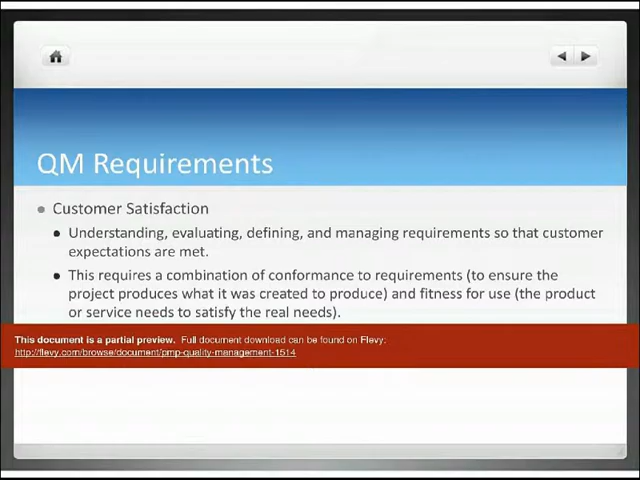 QM Requirements
Customer Satisfaction
Understanding, evaluating, defining, and managing requirements so that customer
expectations are met.
This requires a combination of conformance to requirements (to ensure the
project produces what it was created to produce) and fitness for use (the product
or service needs to satisfy the real needs).
This document is a partial preview. Full document download can be found on Flevy:
http://flevy.com/browse/document/pmp-quality-management-1514